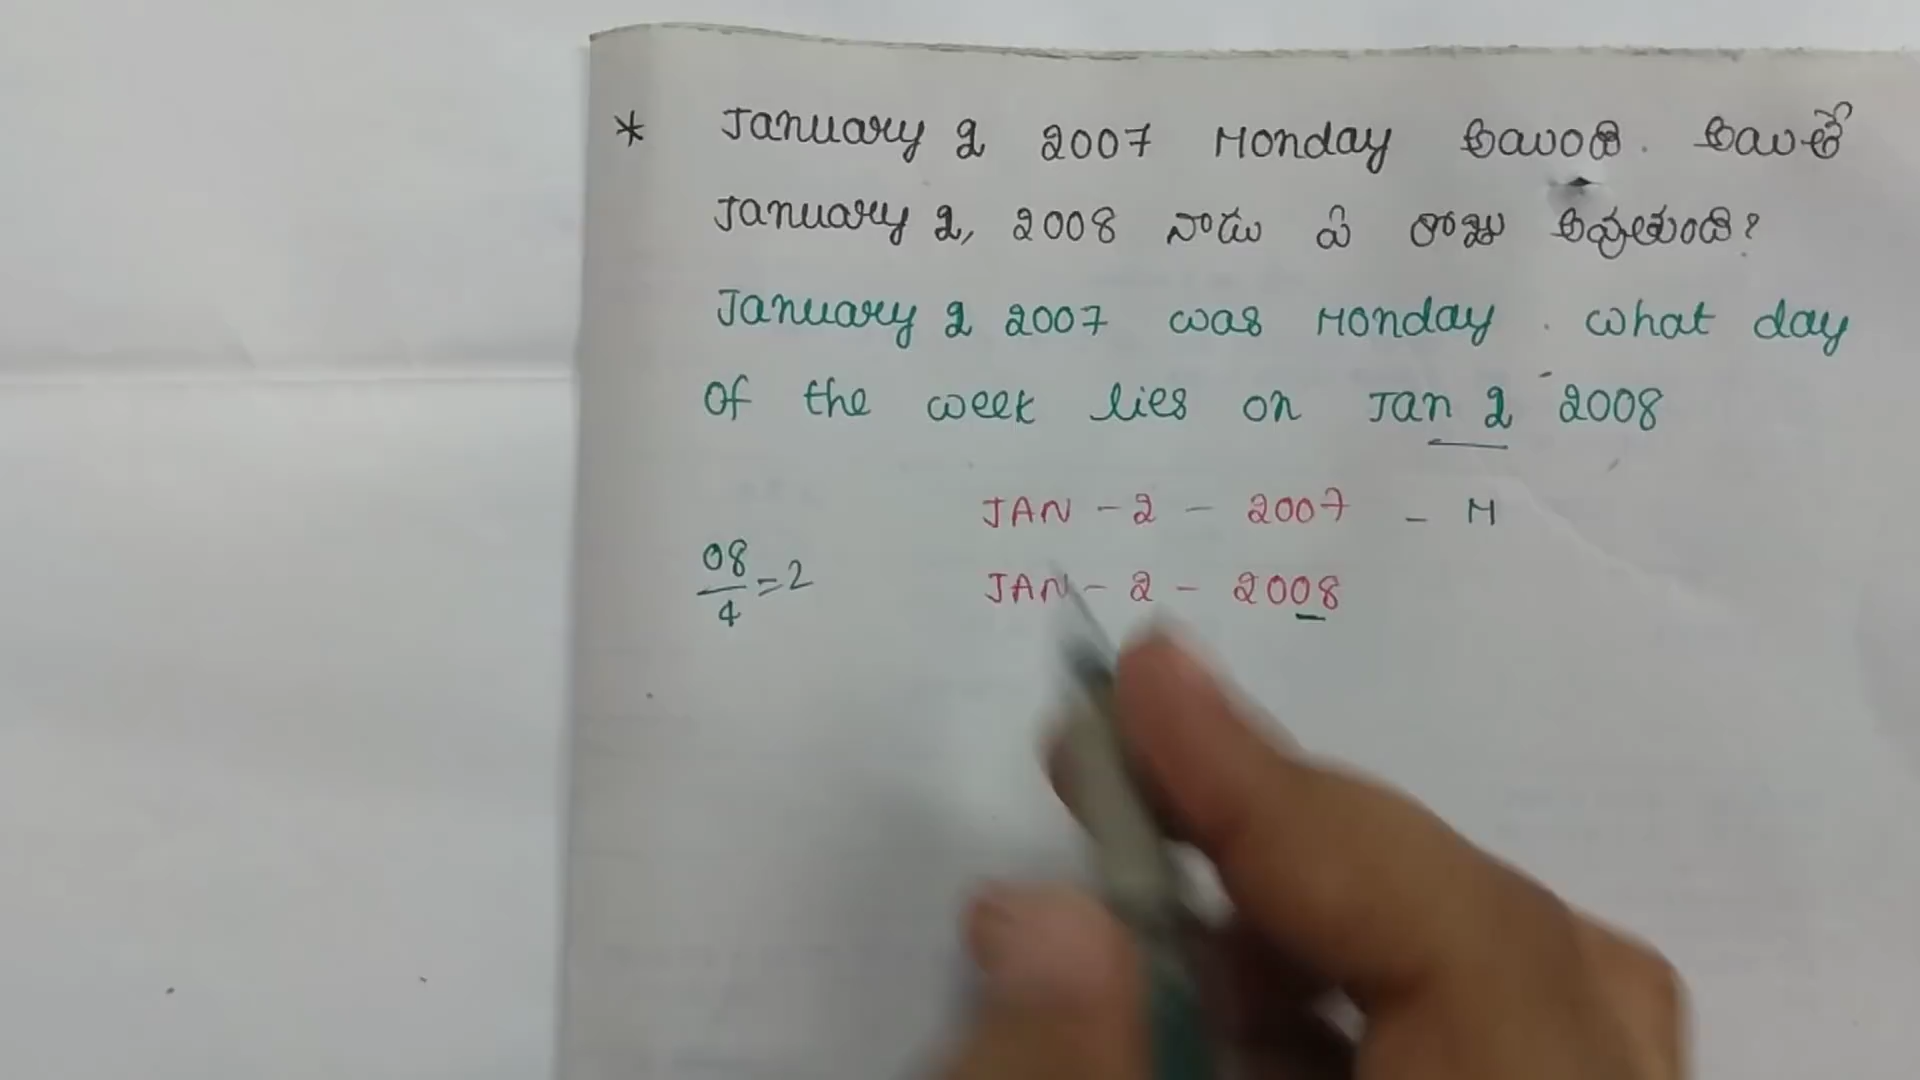 * January 2 2007 Monday అయింది. అయితే
January 2, 2008 నాడు ఏ రోజు అవుతుంది?
January 2 2007 was Monday. what day
of the week lies on Jan 2 2008
JAN - 2 - 2007 - M
08/4 = 2
JAN - 2 - 2008